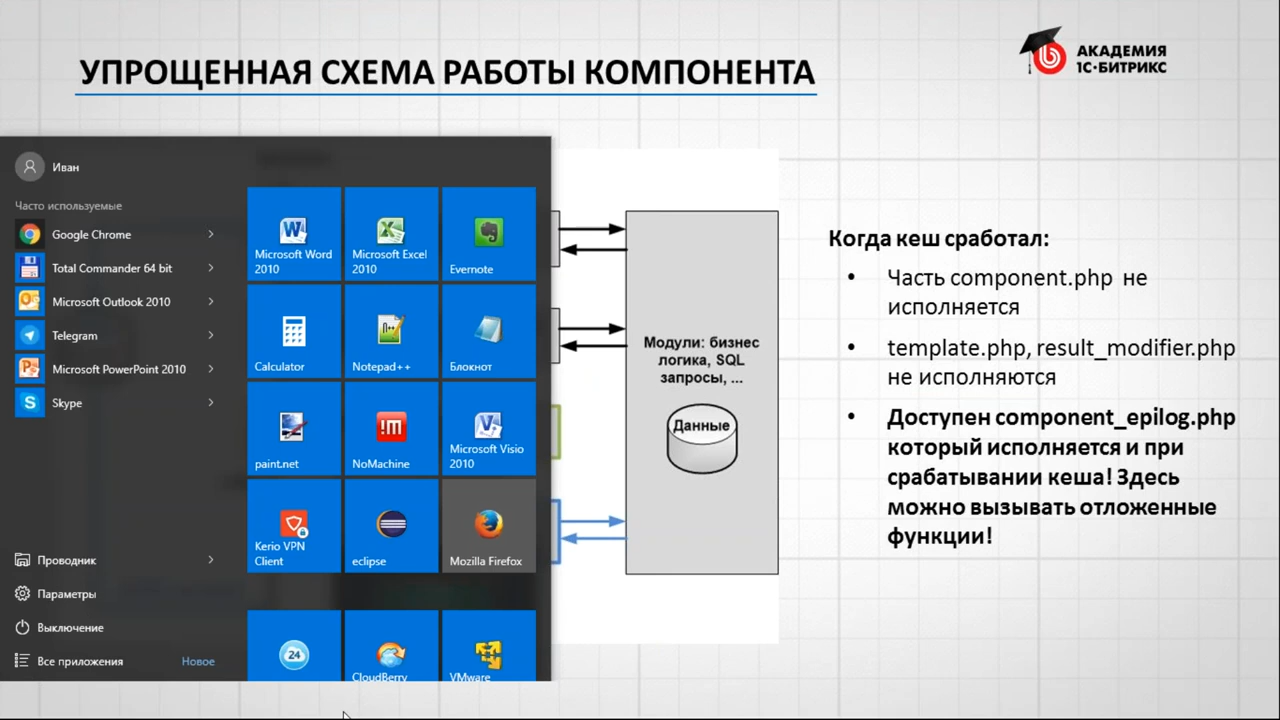 УПРОЩЕННАЯ СХЕМА РАБОТЫ КОМПОНЕНТА
АКАДЕМИЯ
1С·БИТРИКС
Иван
Часто используемые
Google Chrome
Total Commander 64 bit
Microsoft Outlook 2010
Telegram
Microsoft PowerPoint 2010
Skype
Проводник
Параметры
Выключение
Все приложения
Новое
Microsoft Word
2010
Microsoft Excel
2010
Evernote
Calculator
Notepad++
Блокнот
paint.net
NoMachine
Microsoft Visio
2010
Kerio VPN
Client
eclipse
Mozilla Firefox
24
CloudBerry
VMware
Модули: бизнес
логика, SQL
запросы, ...
Данные
Когда кеш сработал:
• Часть component.php не
исполняется
• template.php, result_modifier.php
не исполняются
• Доступен component_epilog.php
который исполняется и при
срабатывании кеша! Здесь
можно вызывать отложенные
функции!